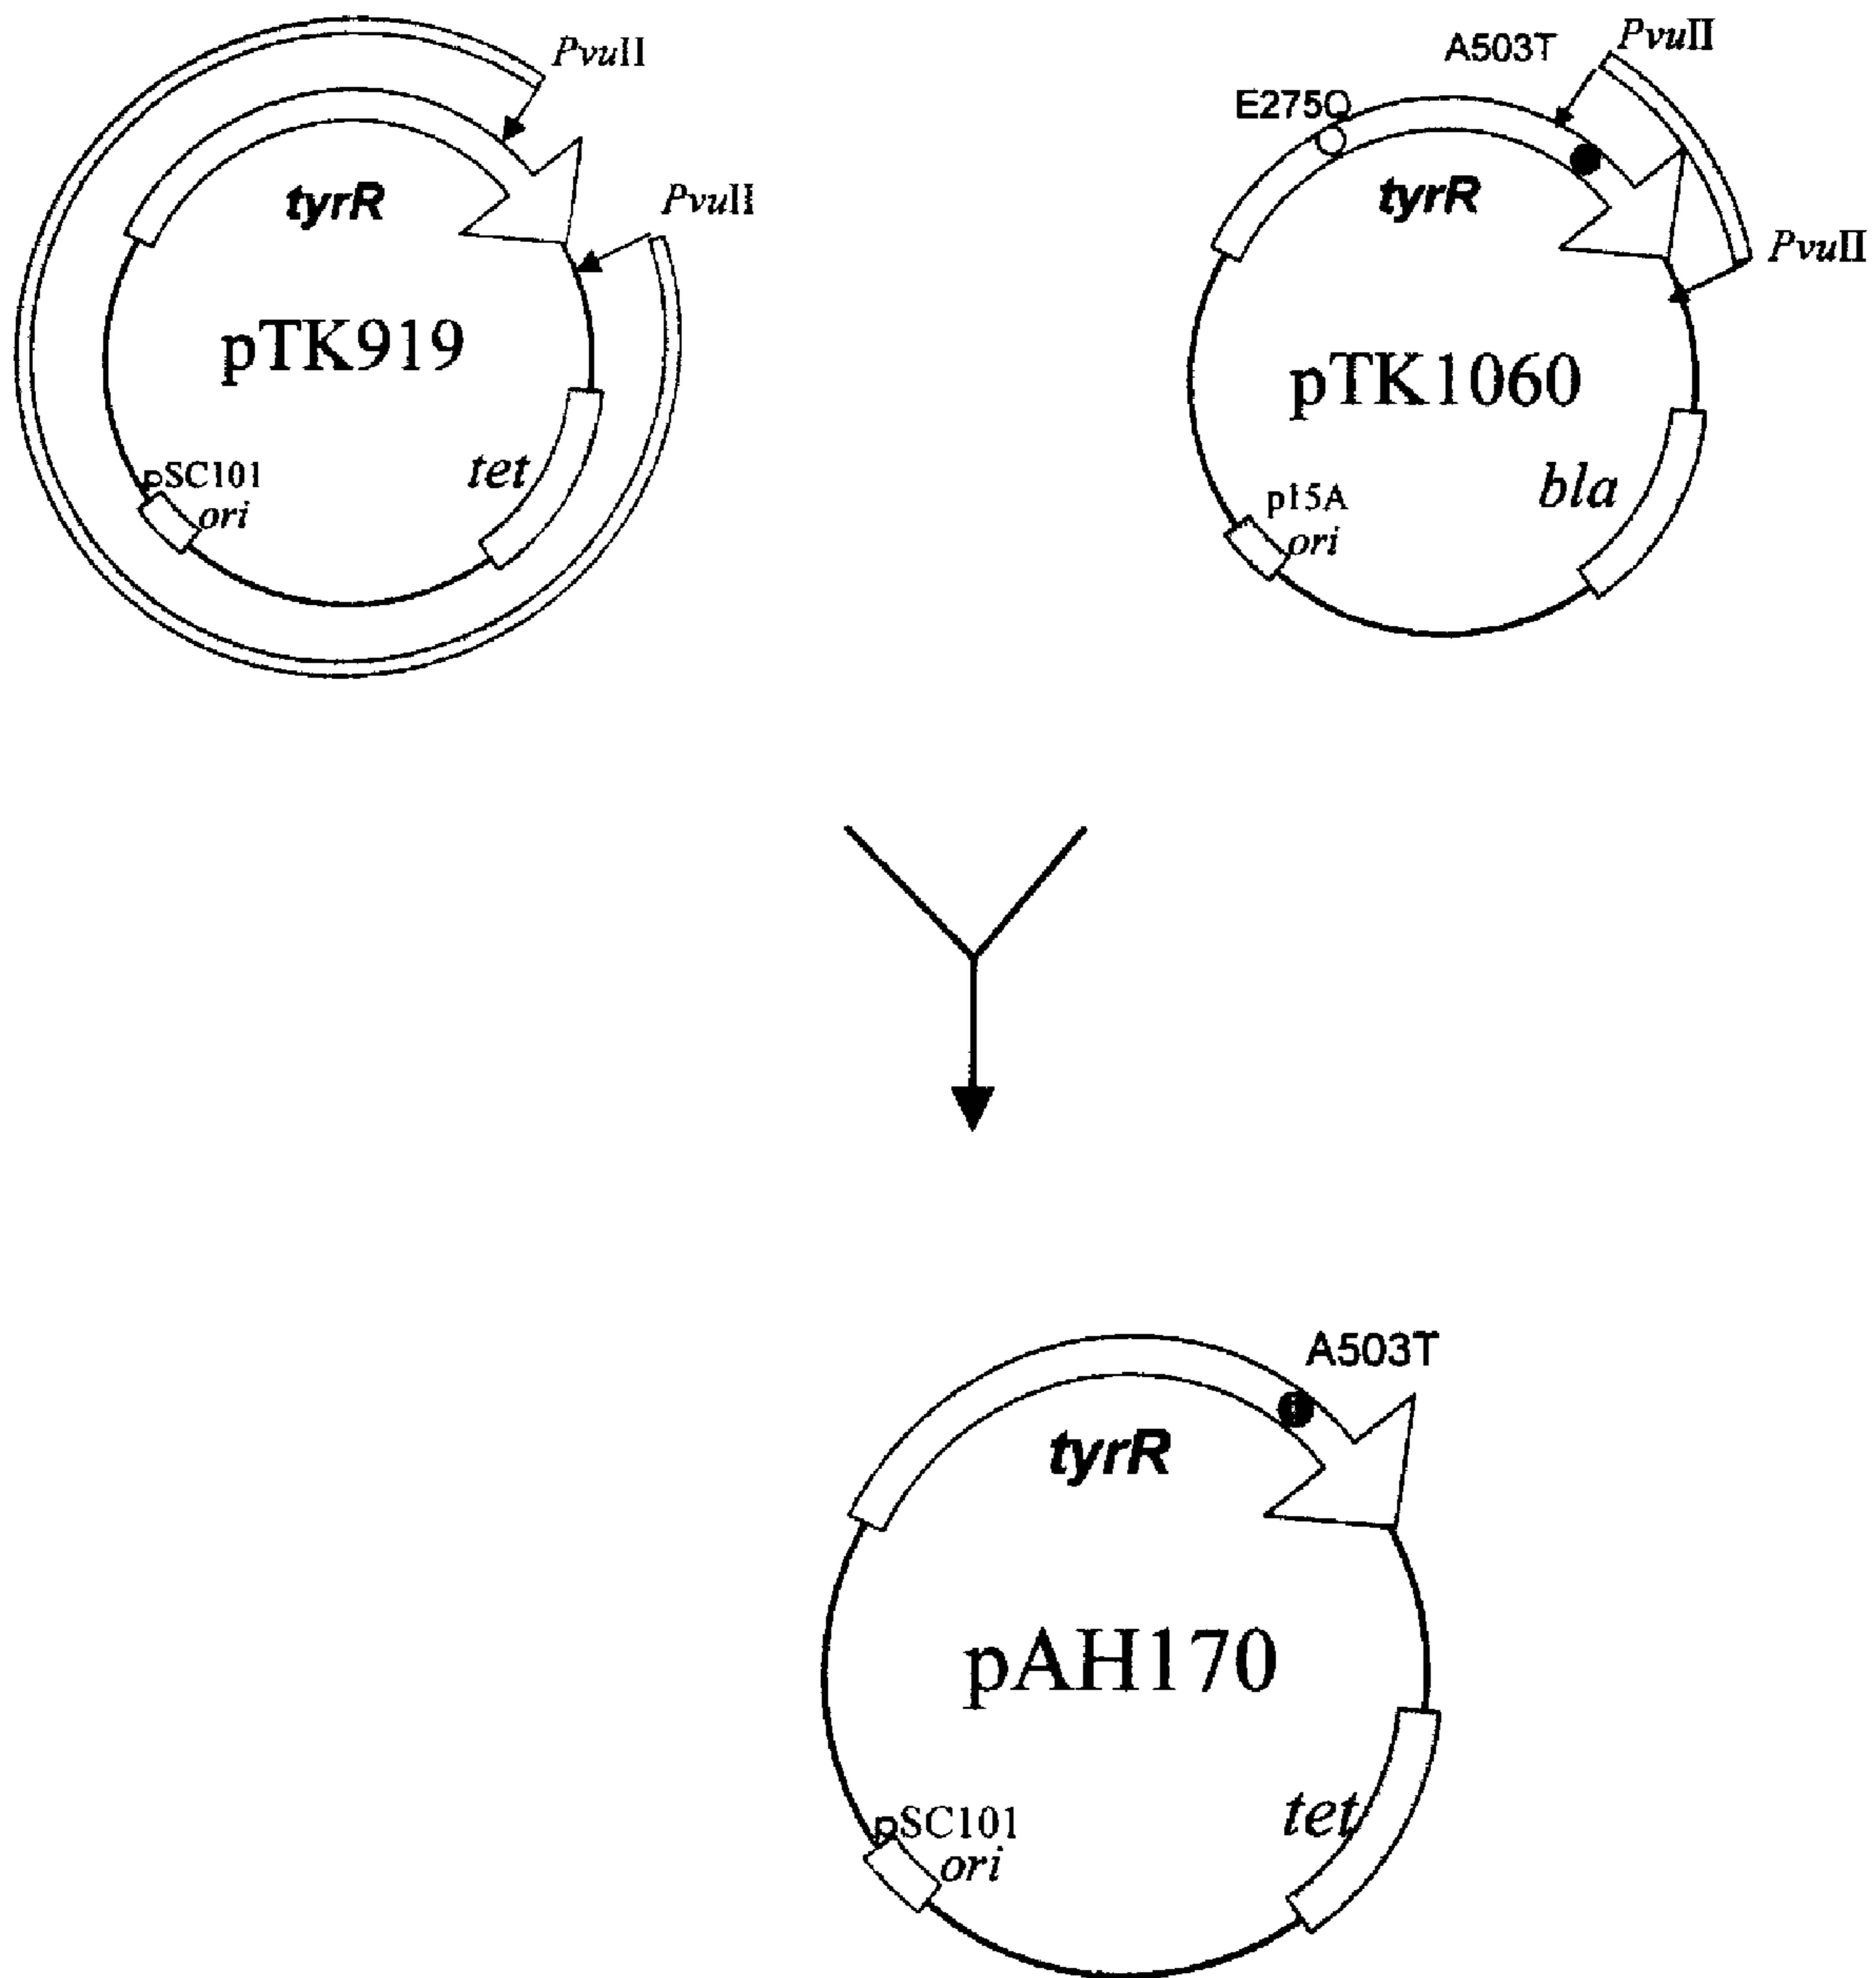 PvuII
tyrR
PvuII
pTK919
pSC101
ori
tet
A503T
PvuII
E275Q
tyrR
PvuII
pTK1060
p15A
ori
bla
A503T
tyrR
pAH170
pSC101
ori
tet